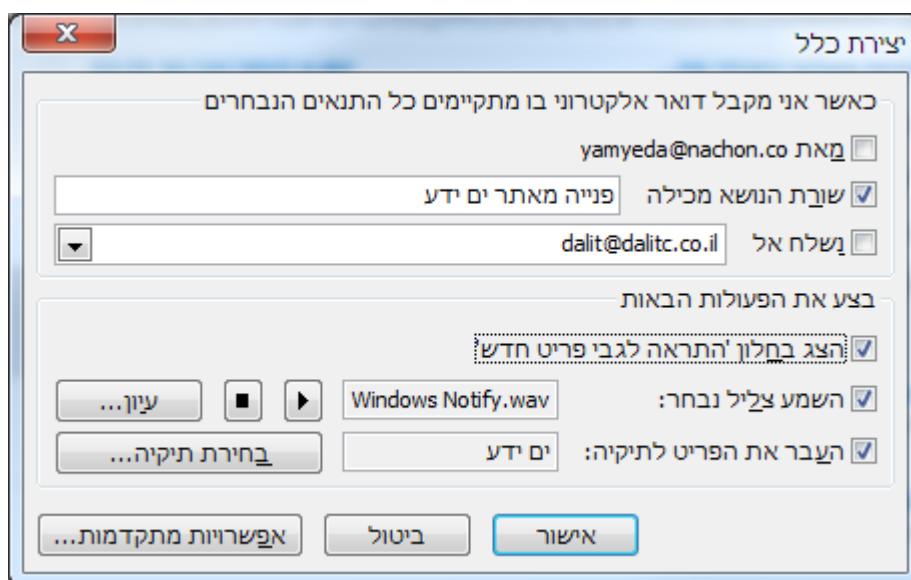 יצירת כלל
כאשר אני מקבל דואר אלקטרוני בו מתקיימים כל התנאים הנבחרים
מאת yamyeda@nachon.co
שורת הנושא מכילה פנייה מאתר ים ידע
נשלח אל dalit@dalitc.co.il
בצע את הפעולות הבאות
הצג בחלון 'התראה לגבי פריט חדש'
השמע צליל נבחר: Windows Notify.wav עיון...
העבר את הפריט לתיקיה: ים ידע בחירת תיקיה...
אישור ביטול אפשרויות מתקדמות...